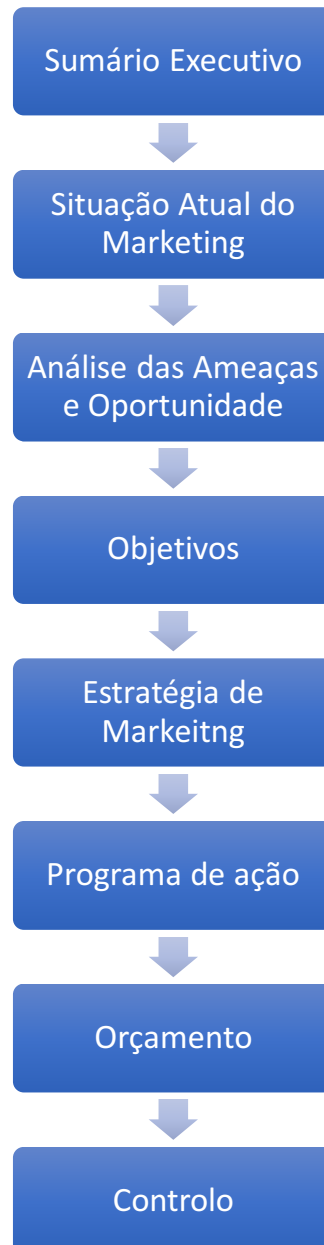 Sumário Executivo
Situação Atual do
Marketing
Análise das Ameaças
e Oportunidade
Objetivos
Estratégia de
Markeitng
Programa de ação
Orçamento
Controlo